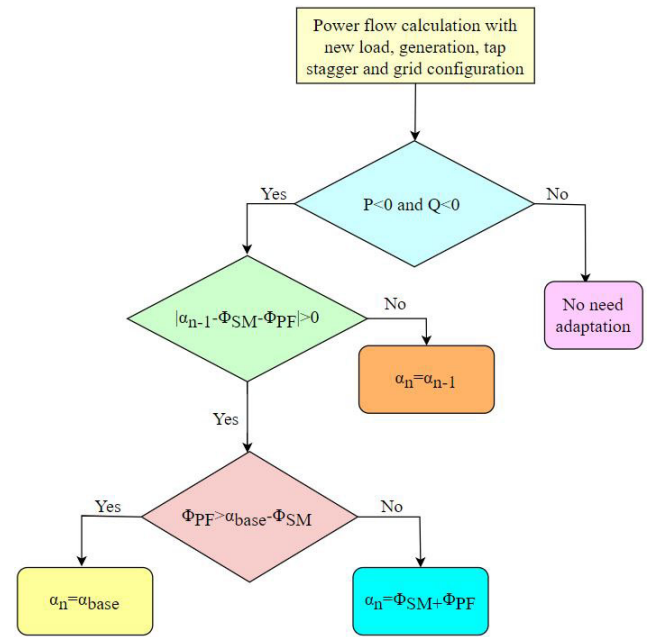 Power flow calculation with
new load, generation, tap
stagger and grid configuration
Yes
P<0 and Q<0
No
|αn-1-ΦSM-ΦPF|>0
No
No need
adaptation
αn=αn-1
Yes
Yes
ΦPF>αbase-ΦSM
No
αn=αbase
αn=ΦSM+ΦPF